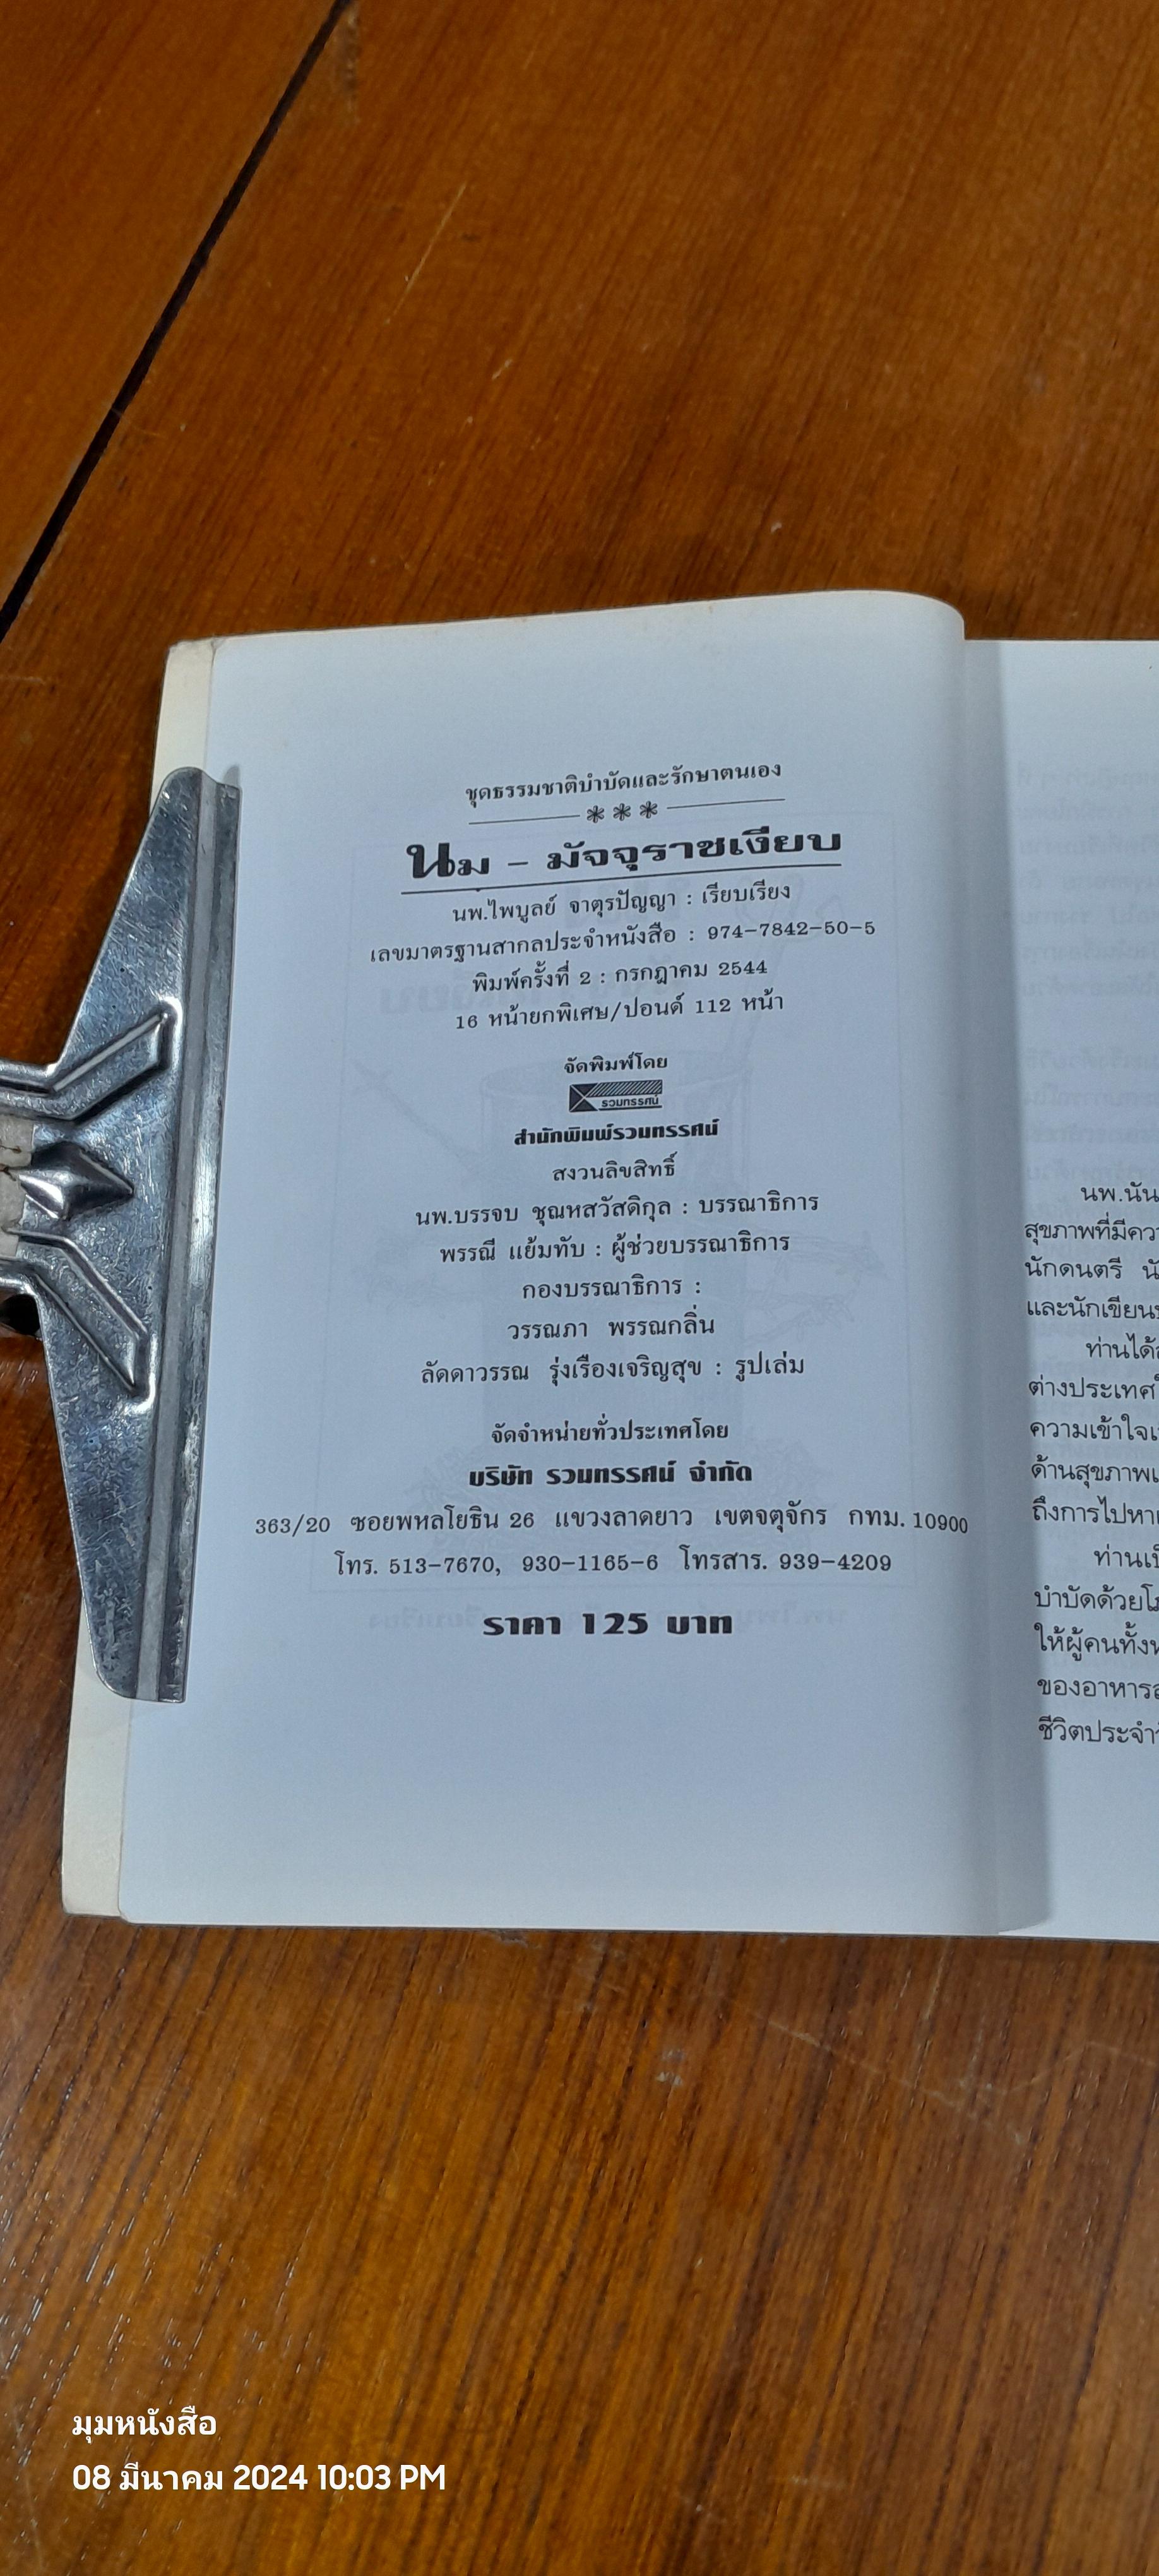 ชุดธรรมชาติบำบัดและรักษาตนเอง
นม – มัจจุราชเงียบ
นพ.ไพบูลย์ จาตุรปัญญา : เรียบเรียง
เลขมาตรฐานสากลประจำหนังสือ : 974-7842-50-5
พิมพ์ครั้งที่ 2 : กรกฎาคม 2544
16 หน้ายกพิเศษ/ปอนด์ 112 หน้า
จัดพิมพ์โดย
รวมทรรศน์
สำนักพิมพ์รวมทรรศน์
สงวนลิขสิทธิ์
นพ.บรรจบ ชุณหสวัสดิกุล : บรรณาธิการ
พรรณี แย้มทับ : ผู้ช่วยบรรณาธิการ
กองบรรณาธิการ :
วรรณภา พรรณกลิ่น
ลัดดาวรรณ รุ่งเรืองเจริญสุข : รูปเล่ม
จัดจำหน่ายทั่วประเทศโดย
บริษัท รวมทรรศน์ จำกัด
363/20 ซอยพหลโยธิน 26 แขวงลาดยาว เขตจตุจักร กทม. 10900
โทร. 513-7670, 930-1165-6 โทรสาร. 939-4209
ราคา 125 บาท
นพ.นัน
สุขภาพที่มีควา
นักดนตรี นั
และนักเขียน
ท่านได้
ต่างประเทศ
ความเข้าใจ
ด้านสุขภาพ
ถึงการไปหา
ท่านเป็
บำบัดด้วย
ให้ผู้คนทั้ง
ของอาหาร
ชีวิตประจำ
มุมหนังสือ
08 มีนาคม 2024 10:03 PM